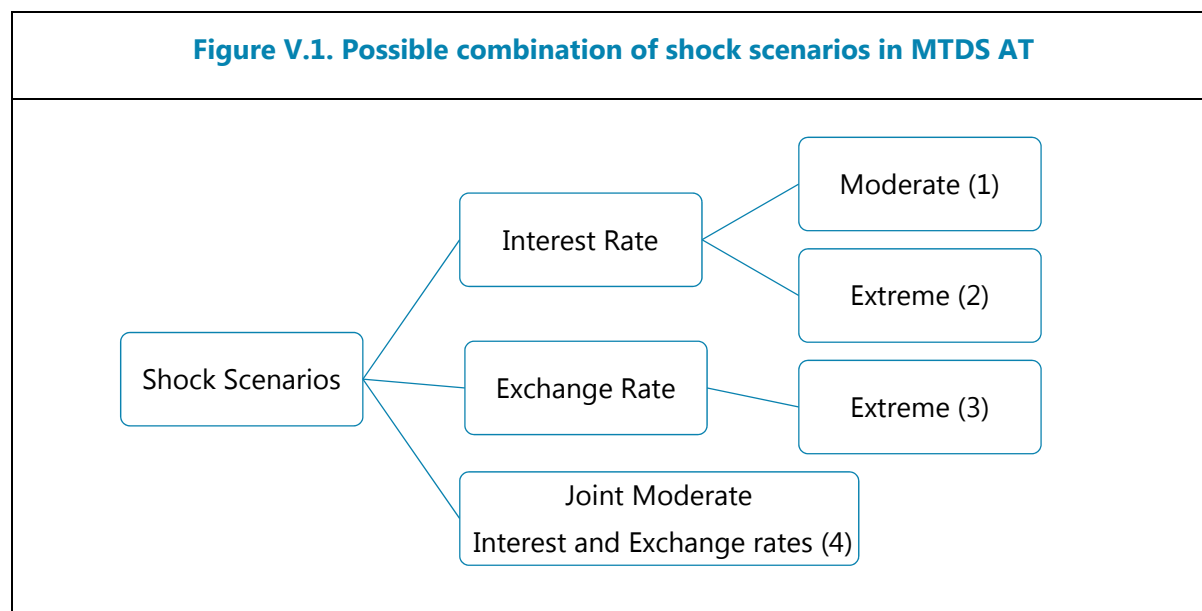 Figure V.1. Possible combination of shock scenarios in MTDS AT
Moderate (1)
Interest Rate
Extreme (2)
Shock Scenarios
Exchange Rate
Extreme (3)
Joint Moderate
Interest and Exchange rates (4)